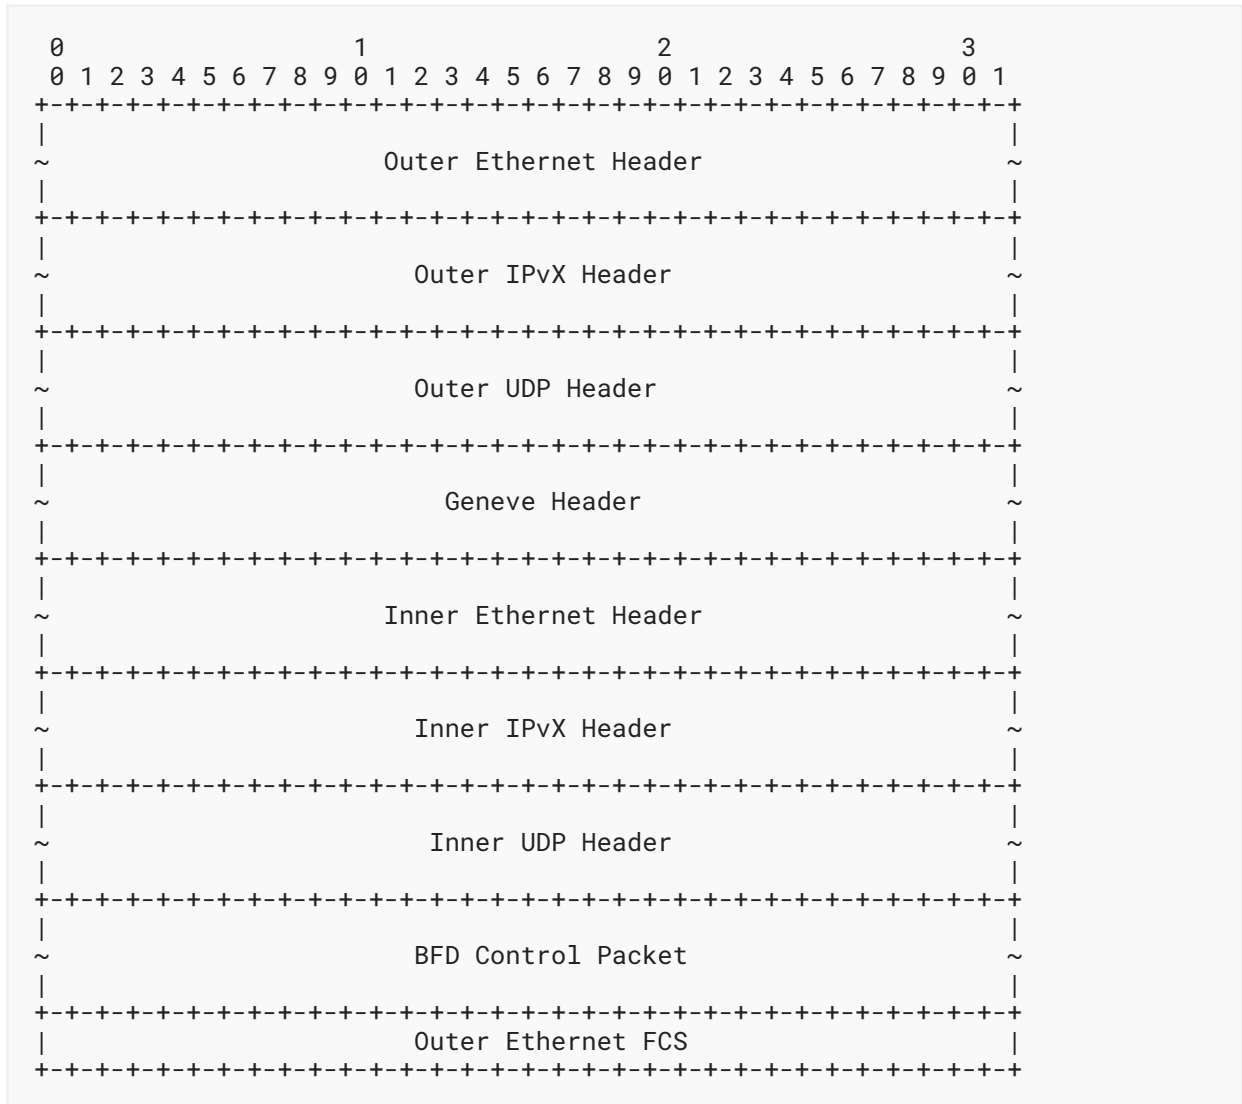 0                   1                   2                   3
 0 1 2 3 4 5 6 7 8 9 0 1 2 3 4 5 6 7 8 9 0 1 2 3 4 5 6 7 8 9 0 1
+-+-+-+-+-+-+-+-+-+-+-+-+-+-+-+-+-+-+-+-+-+-+-+-+-+-+-+-+-+-+-+-+
|                                                               |
~                      Outer Ethernet Header                    ~
|                                                               |
+-+-+-+-+-+-+-+-+-+-+-+-+-+-+-+-+-+-+-+-+-+-+-+-+-+-+-+-+-+-+-+-+
|                                                               |
~                        Outer IPvX Header                      ~
|                                                               |
+-+-+-+-+-+-+-+-+-+-+-+-+-+-+-+-+-+-+-+-+-+-+-+-+-+-+-+-+-+-+-+-+
|                                                               |
~                        Outer UDP Header                       ~
|                                                               |
+-+-+-+-+-+-+-+-+-+-+-+-+-+-+-+-+-+-+-+-+-+-+-+-+-+-+-+-+-+-+-+-+
|                                                               |
~                          Geneve Header                        ~
|                                                               |
+-+-+-+-+-+-+-+-+-+-+-+-+-+-+-+-+-+-+-+-+-+-+-+-+-+-+-+-+-+-+-+-+
|                                                               |
~                      Inner Ethernet Header                    ~
|                                                               |
+-+-+-+-+-+-+-+-+-+-+-+-+-+-+-+-+-+-+-+-+-+-+-+-+-+-+-+-+-+-+-+-+
|                                                               |
~                        Inner IPvX Header                      ~
|                                                               |
+-+-+-+-+-+-+-+-+-+-+-+-+-+-+-+-+-+-+-+-+-+-+-+-+-+-+-+-+-+-+-+-+
|                                                               |
~                         Inner UDP Header                      ~
|                                                               |
+-+-+-+-+-+-+-+-+-+-+-+-+-+-+-+-+-+-+-+-+-+-+-+-+-+-+-+-+-+-+-+-+
|                                                               |
~                        BFD Control Packet                     ~
|                                                               |
+-+-+-+-+-+-+-+-+-+-+-+-+-+-+-+-+-+-+-+-+-+-+-+-+-+-+-+-+-+-+-+-+
|                        Outer Ethernet FCS                     |
+-+-+-+-+-+-+-+-+-+-+-+-+-+-+-+-+-+-+-+-+-+-+-+-+-+-+-+-+-+-+-+-+